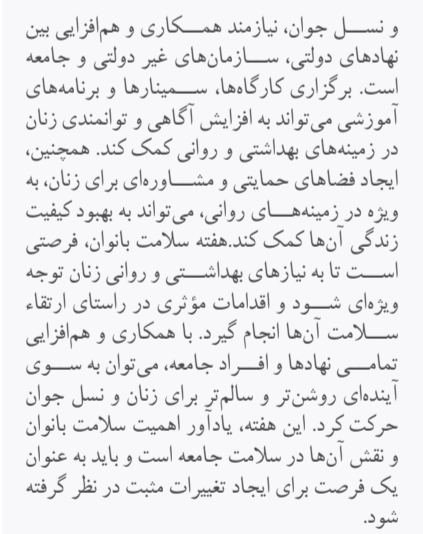 و نسل جوان، نیازمند همکاری و هم‌افزایی بین
نهادهای دولتی، سازمان‌های غیر دولتی و جامعه
است. برگزاری کارگاه‌ها، سمینارها و برنامه‌های
آموزشی می‌تواند به افزایش آگاهی و توانمندی زنان
در زمینه‌های بهداشتی و روانی کمک کند. همچنین،
ایجاد فضاهای حمایتی و مشاوره‌ای برای زنان، به
ویژه در زمینه‌های روانی، می‌تواند به بهبود کیفیت
زندگی آن‌ها کمک کند.هفته سلامت بانوان، فرصتی
است تا به نیازهای بهداشتی و روانی زنان توجه
ویژه‌ای شود و اقدامات مؤثری در راستای ارتقاء
سلامت آن‌ها انجام گیرد. با همکاری و هم‌افزایی
تمامی نهادها و افراد جامعه، می‌توان به سوی
آینده‌ای روشن‌تر و سالم‌تر برای زنان و نسل جوان
حرکت کرد. این هفته، یادآور اهمیت سلامت بانوان
و نقش آن‌ها در سلامت جامعه است و باید به عنوان
یک فرصت برای ایجاد تغییرات مثبت در نظر گرفته
شود.